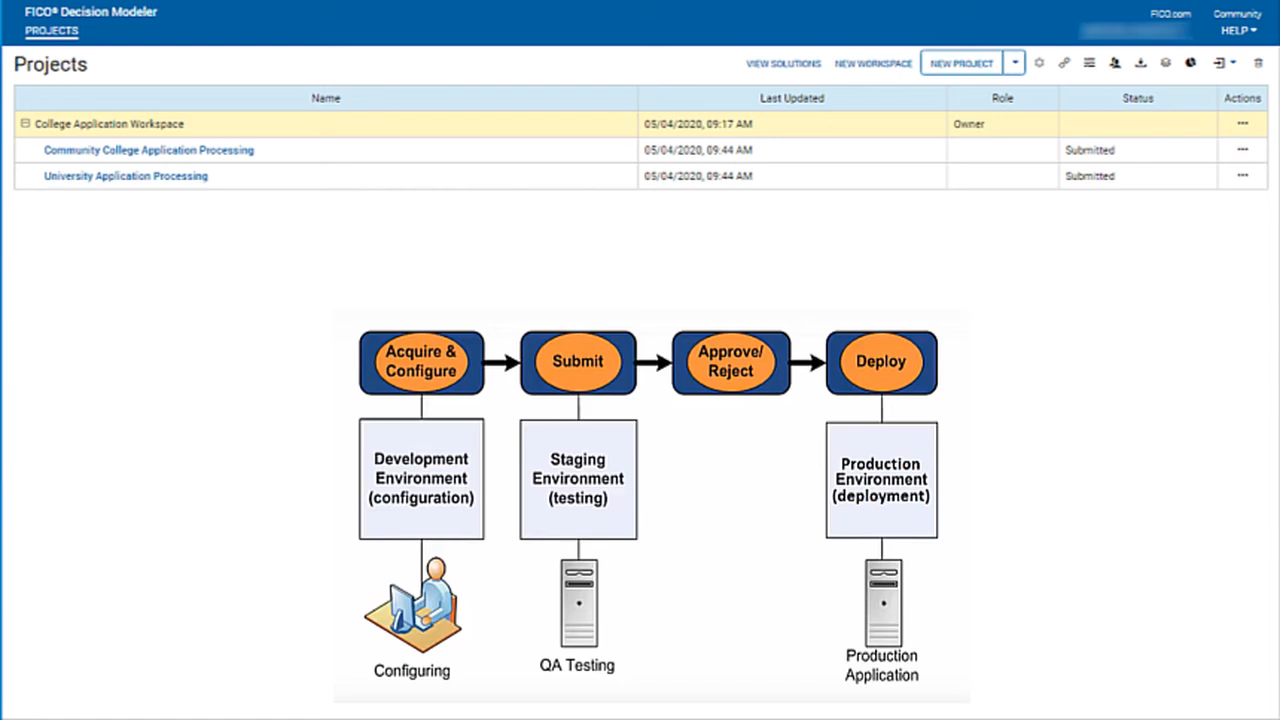 FICO® Decision Modeler
FICO.com Community
PROJECTS
HELP
Projects
VIEW SOLUTIONS NEW WORKSPACE NEW PROJECT
Name Last Updated Role Status Actions
College Application Workspace 05/04/2020, 09:17 AM Owner
Community College Application Processing 05/04/2020, 09:44 AM Submitted
University Application Processing 05/04/2020, 09:44 AM Submitted
Acquire &
Configure
Submit
Approve/
Reject
Deploy
Development
Environment
(configuration)
Staging
Environment
(testing)
Production
Environment
(deployment)
Configuring
QA Testing
Production
Application